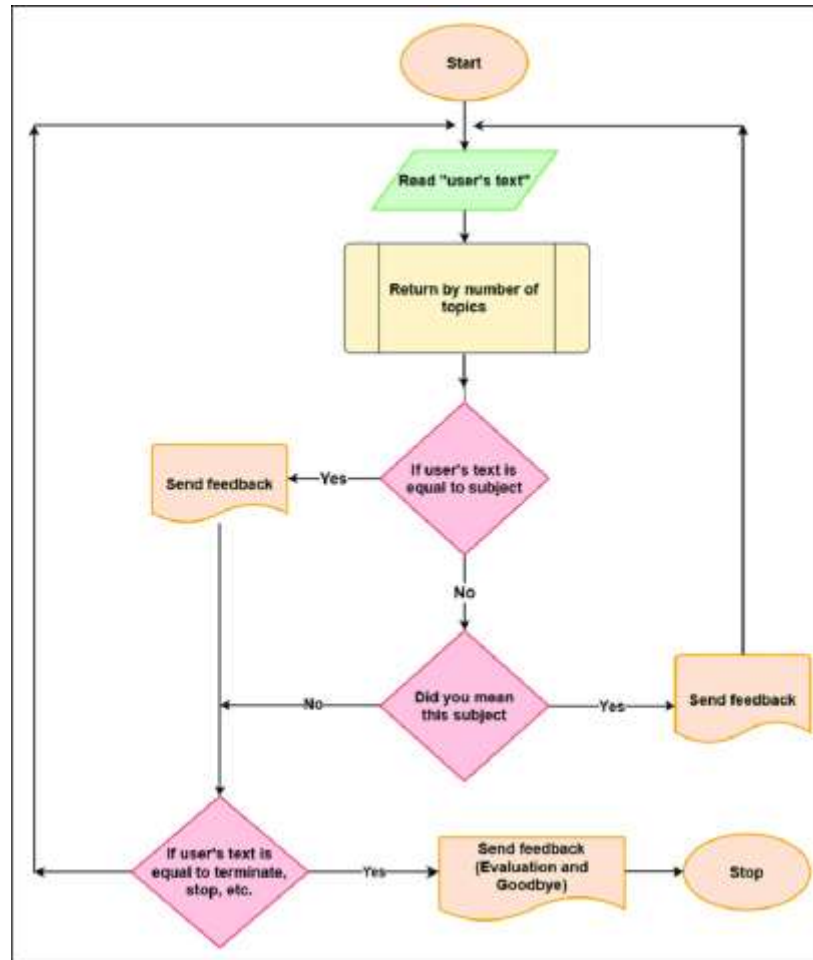 Start
Read "user's text"
Return by number of
topics
If user's text is
equal to subject
Yes
Send feedback
No
Did you mean
this subject
No
Yes
Send feedback
If user's text is
equal to terminate,
stop, etc.
Yes
Send feedback
(Evaluation and
Goodbye)
Stop